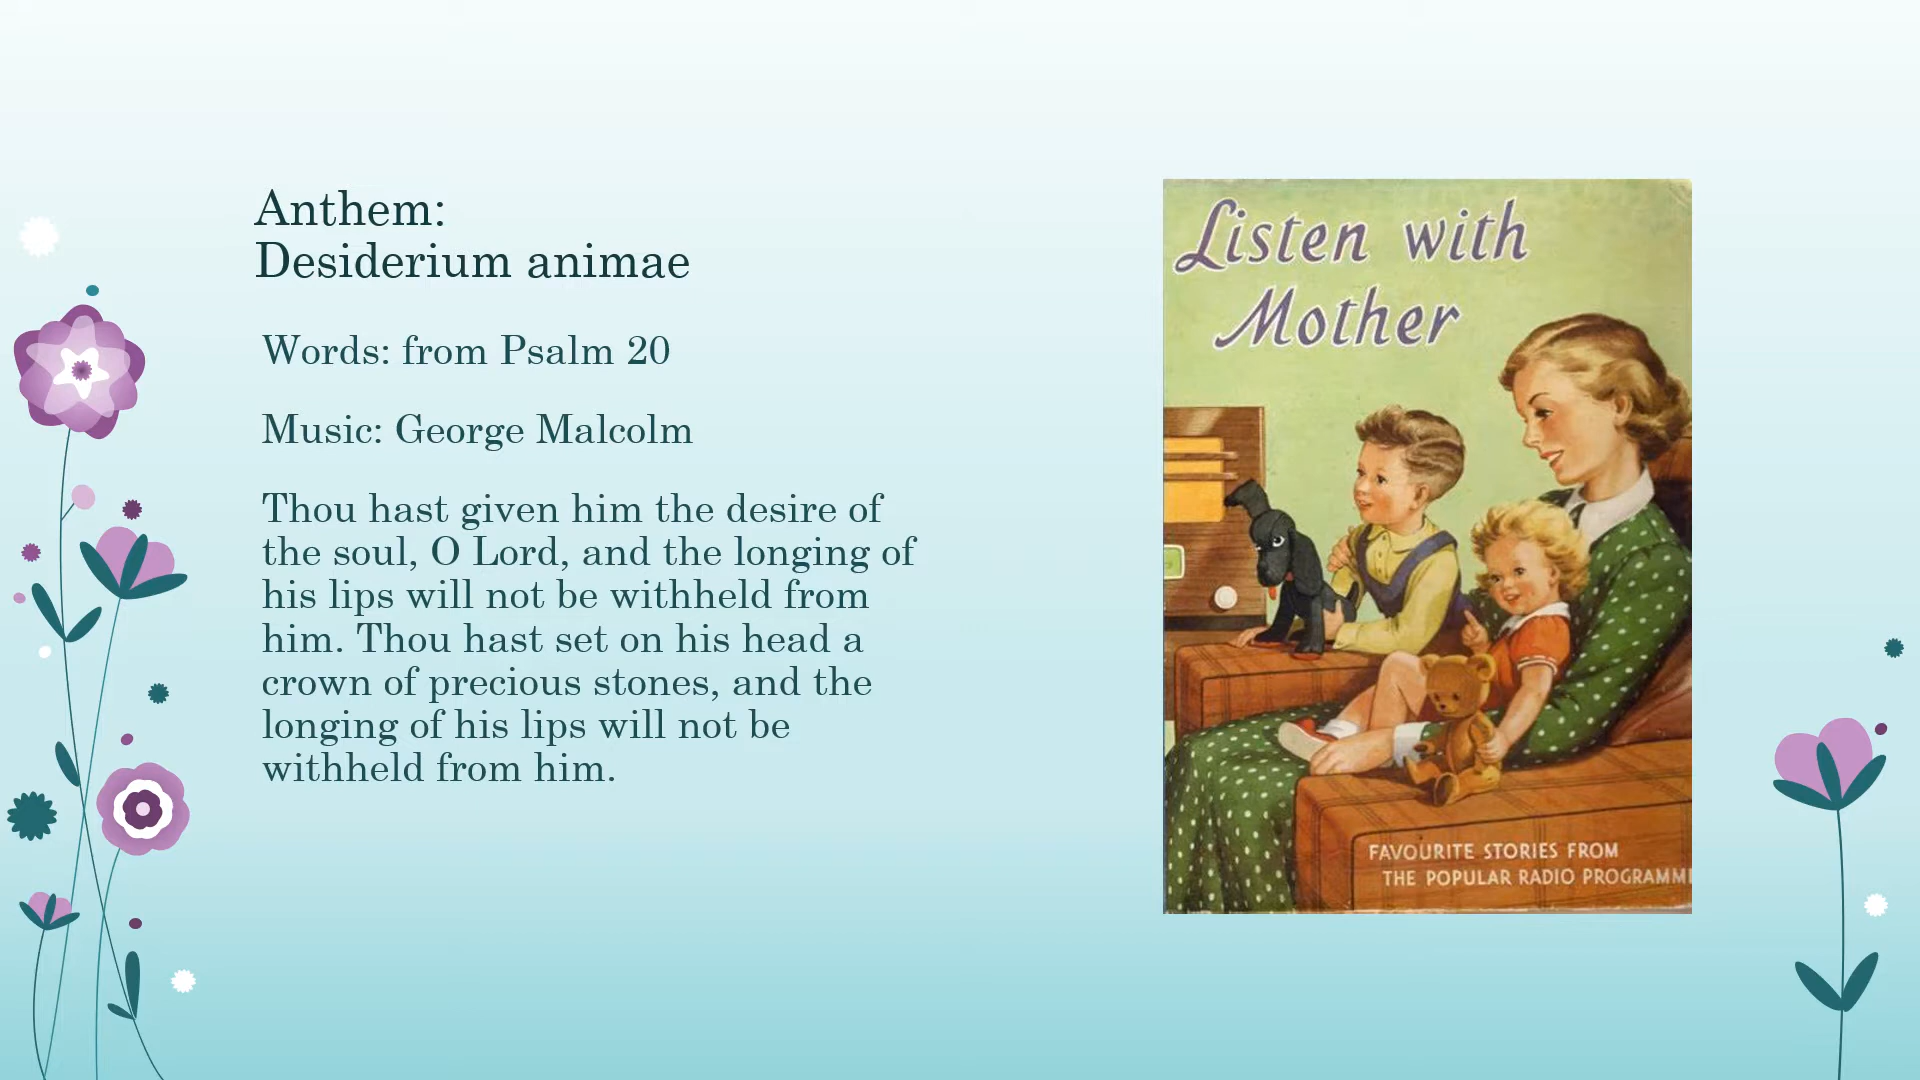 Anthem:
Desiderium animae
Words: from Psalm 20
Music: George Malcolm
Thou hast given him the desire of
the soul, O Lord, and the longing of
his lips will not be withheld from
him. Thou hast set on his head a
crown of precious stones, and the
longing of his lips will not be
withheld from him.
Listen with
Mother
FAVOURITE STORIES FROM
THE POPULAR RADIO PROGRAMM